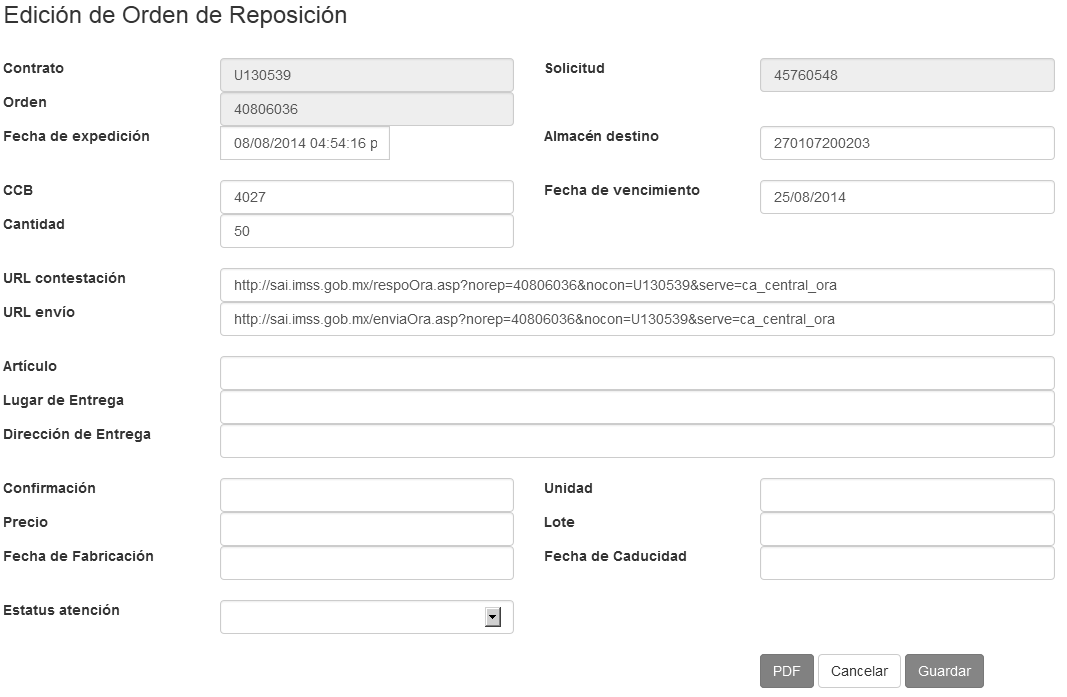 Edición de Orden de Reposición
Contrato U130539 Solicitud 45760548
Orden 40806036
Fecha de expedición 08/08/2014 04:54:16 p Almacén destino 270107200203
CCB 4027 Fecha de vencimiento 25/08/2014
Cantidad 50
URL contestación http://sai.imss.gob.mx/respoOra.asp?norep=40806036&nocon=U130539&serve=ca_central_ora
URL envío http://sai.imss.gob.mx/enviaOra.asp?norep=40806036&nocon=U130539&serve=ca_central_ora
Artículo
Lugar de Entrega
Dirección de Entrega
Confirmación Unidad
Precio Lote
Fecha de Fabricación Fecha de Caducidad
Estatus atención
PDF Cancelar Guardar